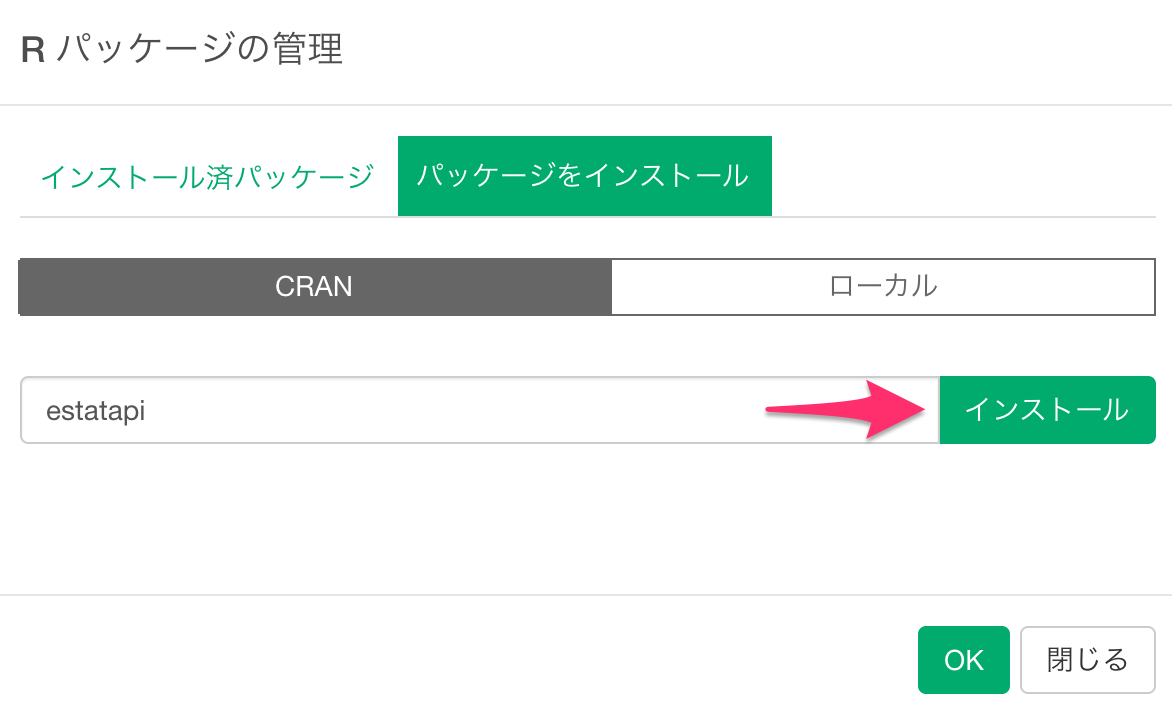 R パッケージの管理
インストール済パッケージ パッケージをインストール
CRAN ローカル
estatapi インストール
OK 閉じる